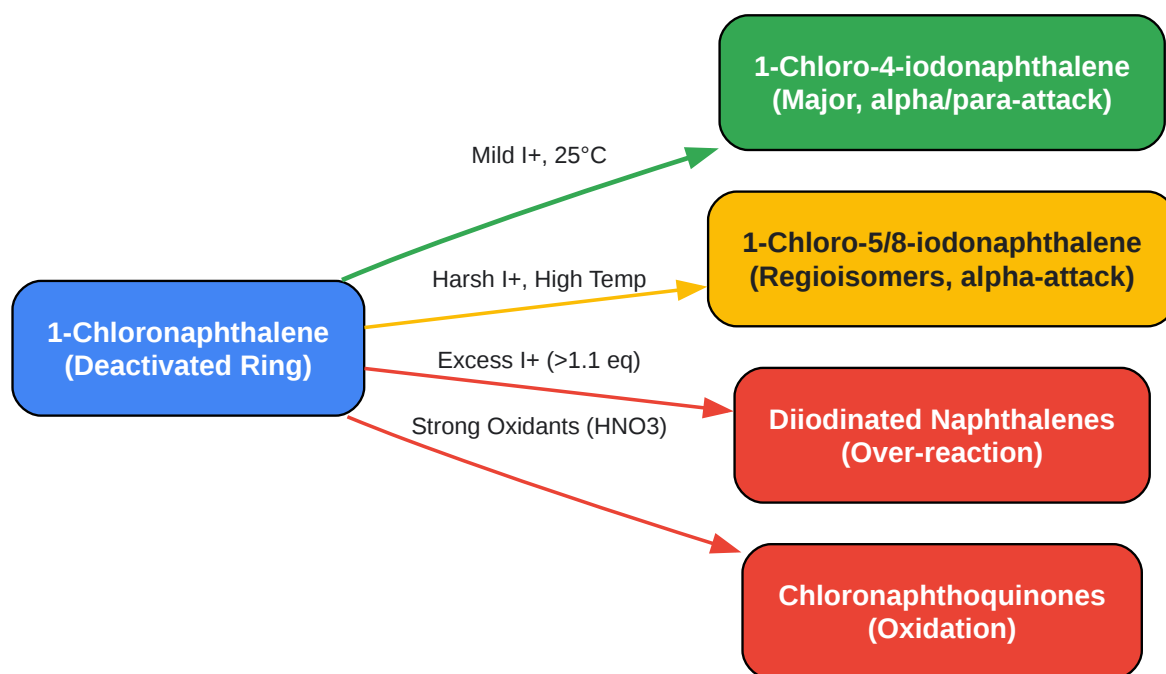 1-Chloro-4-iodonaphthalene
(Major, alpha/para-attack)
Mild I+, 25°C
1-Chloro-5/8-iodonaphthalene
(Regioisomers, alpha-attack)
Harsh I+, High Temp
1-Chloronaphthalene
(Deactivated Ring)
Excess I+ (>1.1 eq)
Diiodinated Naphthalenes
(Over-reaction)
Strong Oxidants (HNO3)
Chloronaphthoquinones
(Oxidation)